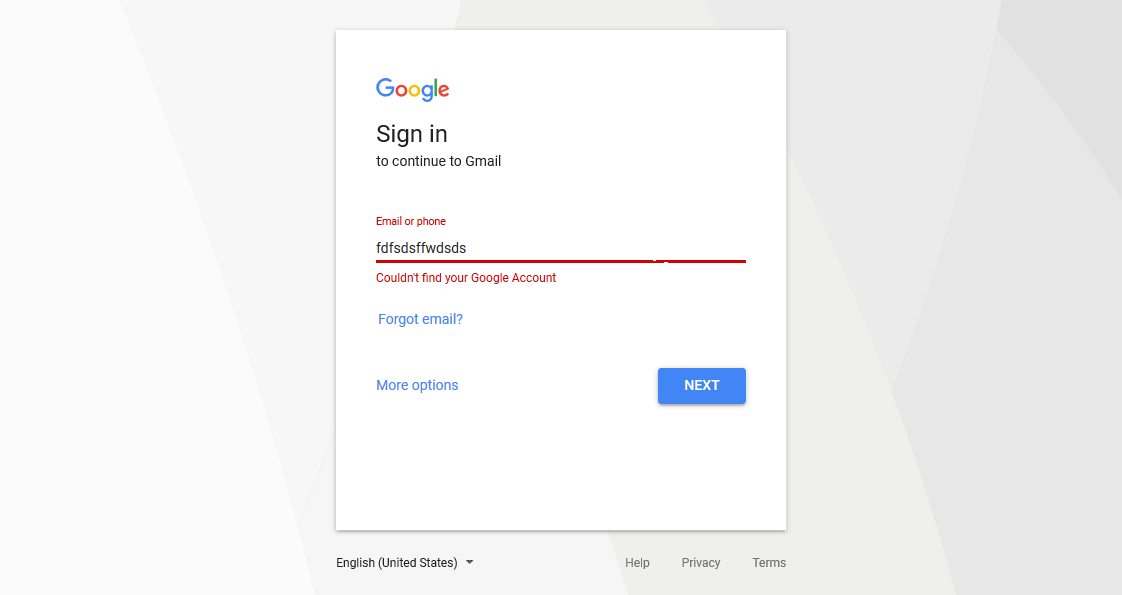 Google
Sign in
to continue to Gmail
Email or phone
fdfsdsffwdsds
Couldn't find your Google Account
Forgot email?
More options
NEXT
English (United States)
Help Privacy Terms